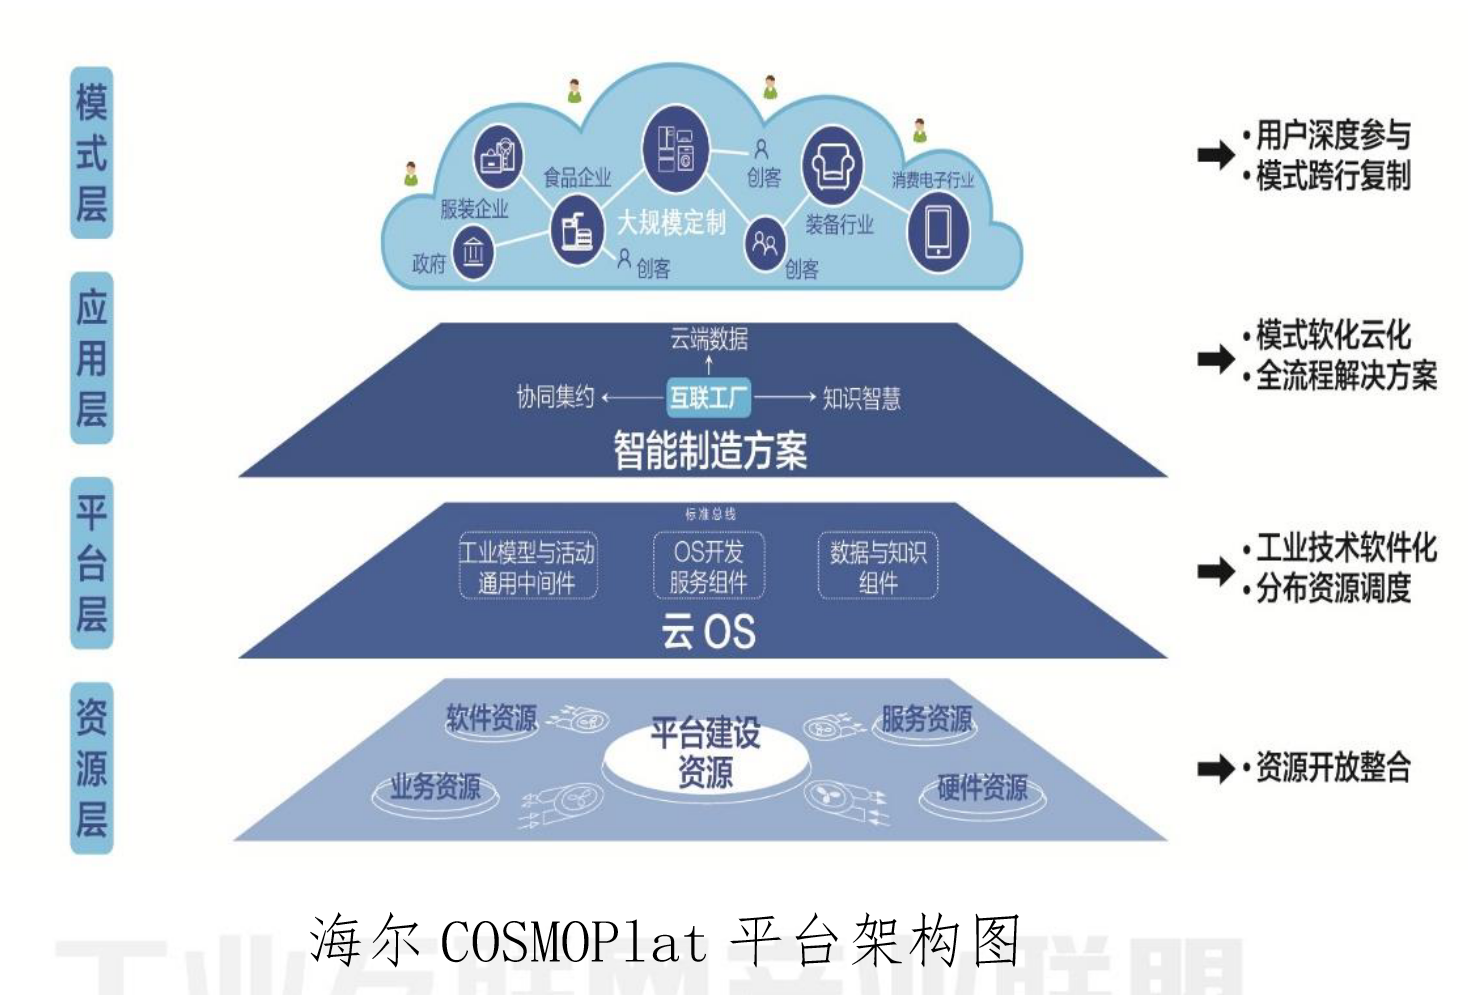 模式层
服装企业
食品企业
政府
大规模定制
创客
创客
创客
装备行业
消费电子行业
•用户深度参与
•模式跨行复制
应用层
云端数据
协同集约
互联工厂
知识智慧
智能制造方案
•模式软化云化
•全流程解决方案
平台层
标准总线
工业模型与活动
通用中间件
OS开发
服务组件
数据与知识
组件
云 OS
•工业技术软件化
•分布资源调度
资源层
软件资源
平台建设
资源
服务资源
业务资源
硬件资源
•资源开放整合
海尔 COSMOPlat 平台架构图
工业互联网产业联盟